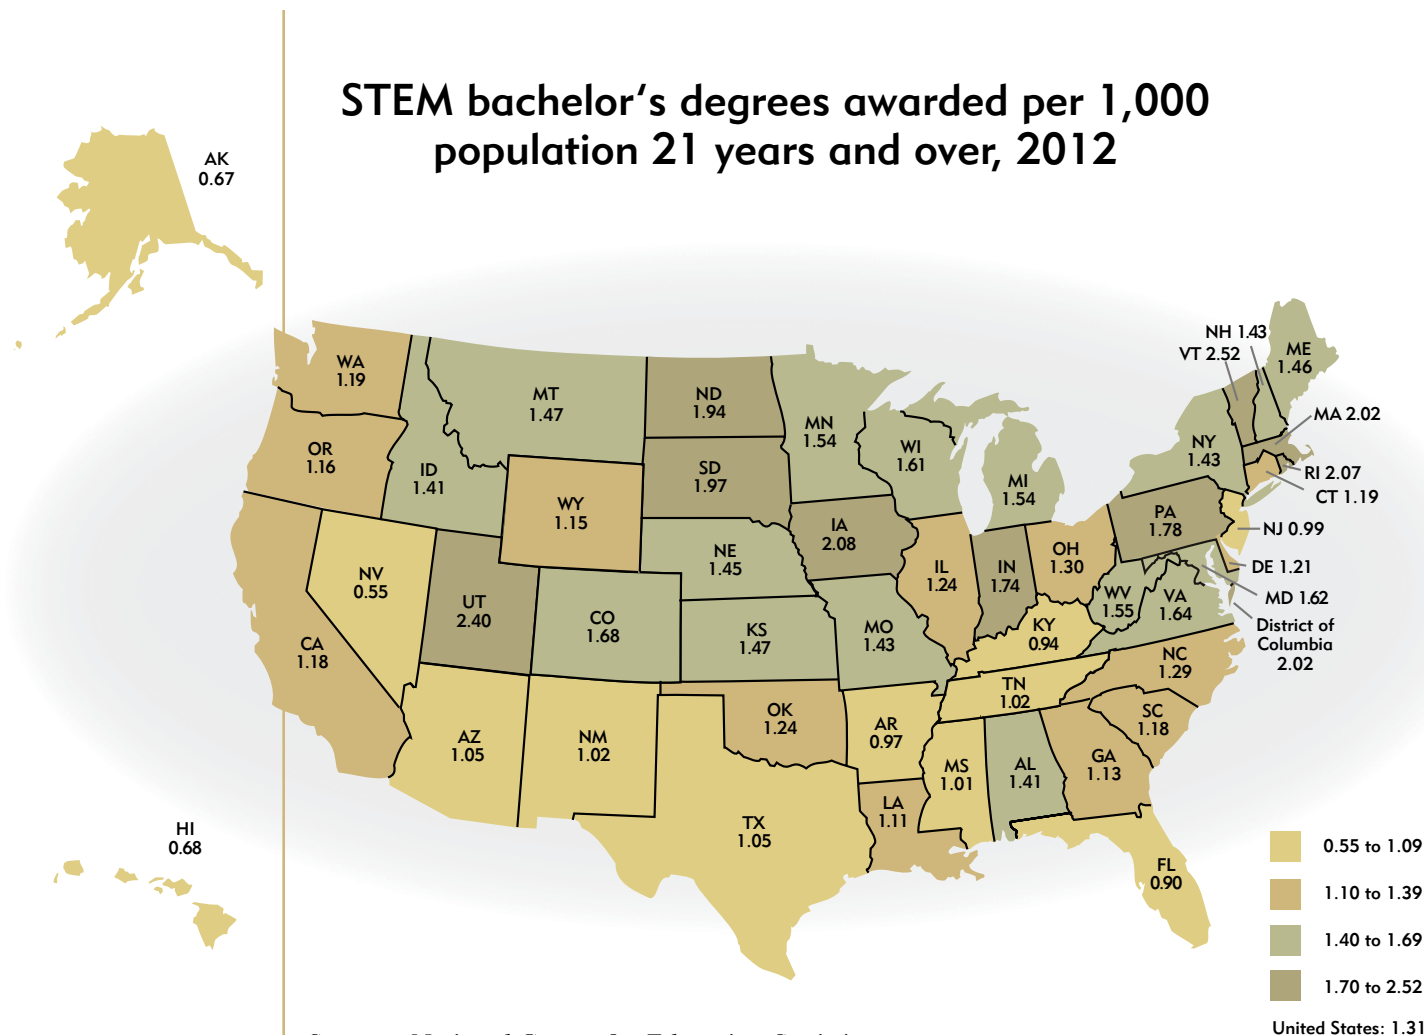 STEM bachelor‘s degrees awarded per 1,000
population 21 years and over, 2012
AK
0.67
HI
0.68
WA
1.19
OR
1.16
CA
1.18
NV
0.55
ID
1.41
MT
1.47
WY
1.15
UT
2.40
CO
1.68
AZ
1.05
NM
1.02
ND
1.94
SD
1.97
NE
1.45
KS
1.47
OK
1.24
TX
1.05
MN
1.54
IA
2.08
MO
1.43
AR
0.97
LA
1.11
WI
1.61
IL
1.24
MI
1.54
IN
1.74
OH
1.30
KY
0.94
TN
1.02
MS
1.01
AL
1.41
GA
1.13
FL
0.90
SC
1.18
NC
1.29
WV
1.55
VA
1.64
PA
1.78
NY
1.43
NH 1.43
VT 2.52
ME
1.46
MA 2.02
RI 2.07
CT 1.19
NJ 0.99
DE 1.21
MD 1.62
District of
Columbia
2.02
0.55 to 1.09
1.10 to 1.39
1.40 to 1.69
1.70 to 2.52
United States: 1.31